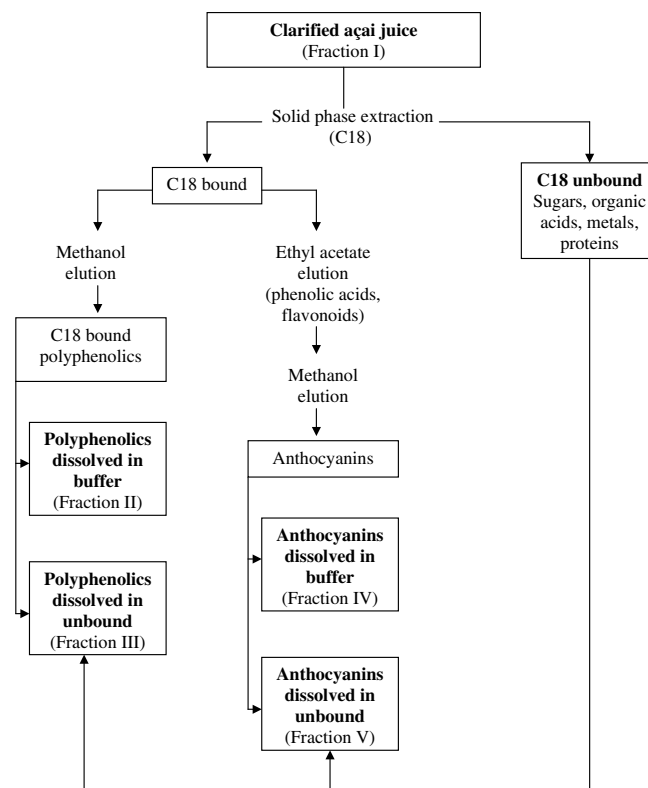 Clarified açai juice
(Fraction I)
Solid phase extraction
(C18)
C18 bound
C18 unbound
Sugars, organic
acids, metals,
proteins
Methanol
elution
Ethyl acetate
elution
(phenolic acids,
flavonoids)
C18 bound
polyphenolics
Methanol
elution
Polyphenolics
dissolved in
buffer
(Fraction II)
Anthocyanins
Anthocyanins
dissolved in
buffer
(Fraction IV)
Polyphenolics
dissolved in
unbound
(Fraction III)
Anthocyanins
dissolved in
unbound
(Fraction V)